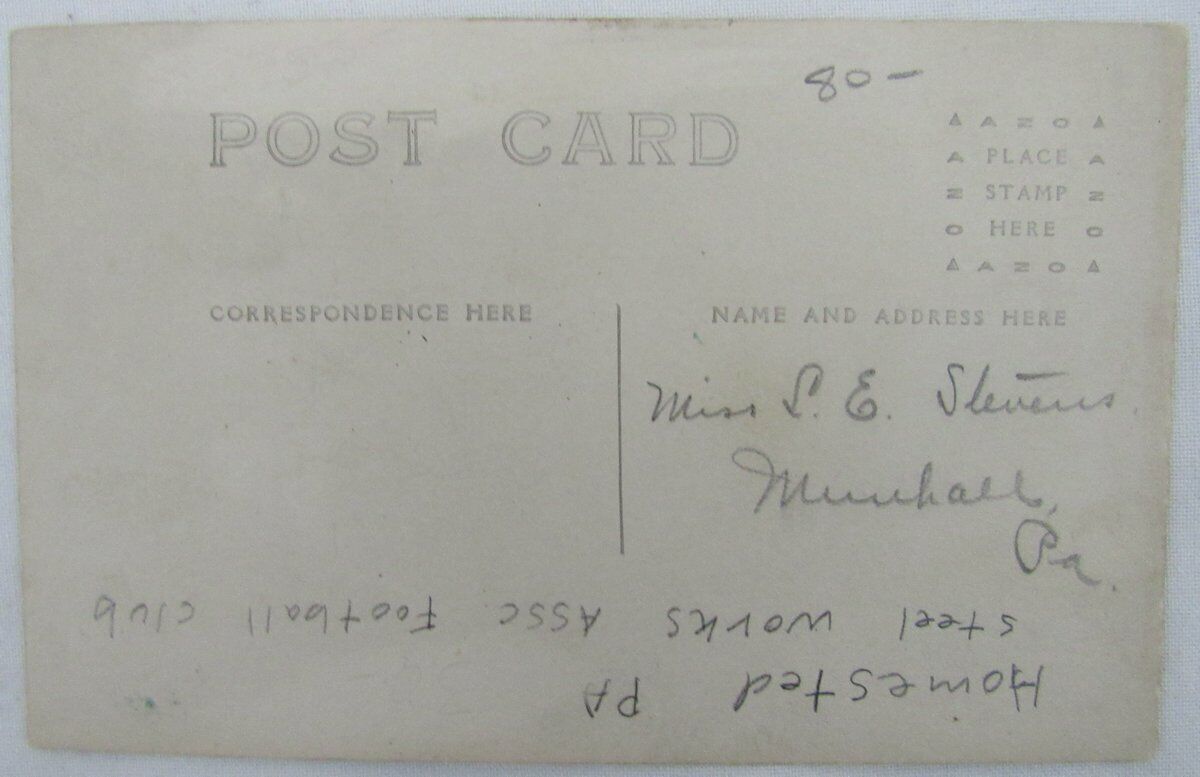 80-
POST CARD
AZO
PLACE
STAMP
HERE
AZO
CORRESPONDENCE HERE
NAME AND ADDRESS HERE
Miss S. E. Stevens.
Munhall,
Pa.
Homested PA
steel works Assc Football club